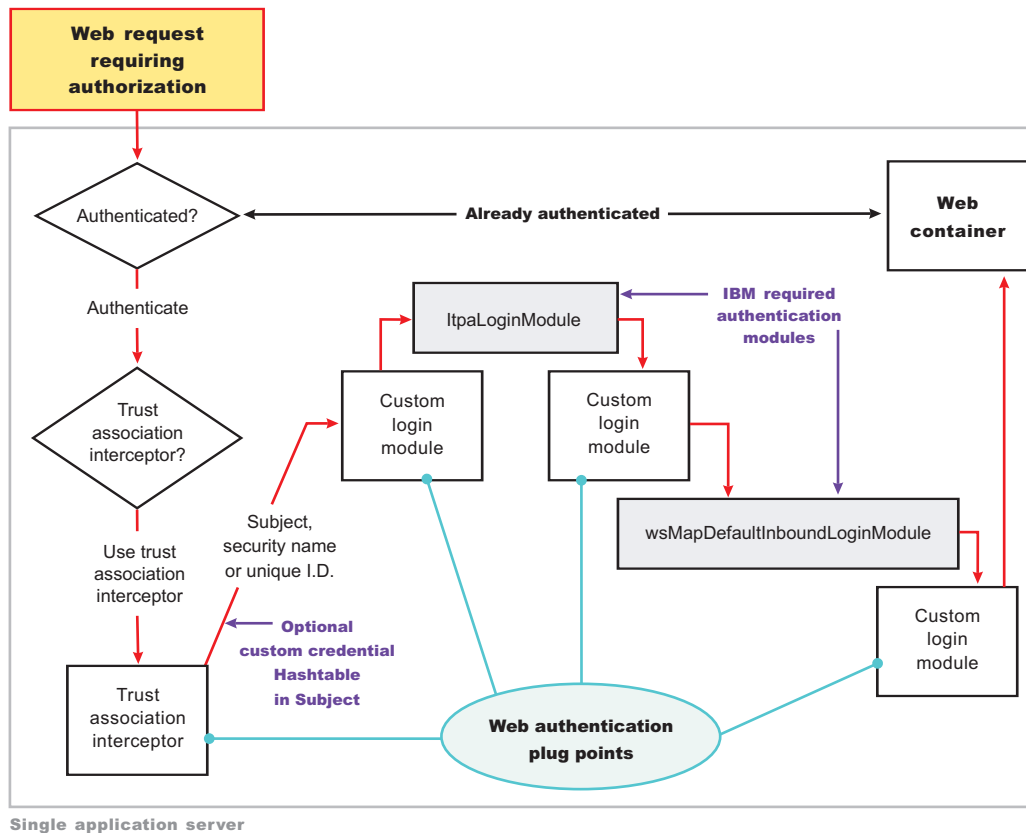 Web request
requiring
authorization
Authenticated?
Already authenticated
Web
container
Authenticate
ltpaLoginModule
IBM required
authentication
modules
Trust
association
interceptor?
Custom
login
module
Custom
login
module
Subject,
security name
or unique I.D.
wsMapDefaultInboundLoginModule
Use trust
association
interceptor
Optional
custom credential
Hashtable
in Subject
Custom
login
module
Trust
association
interceptor
Web authentication
plug points
Single application server